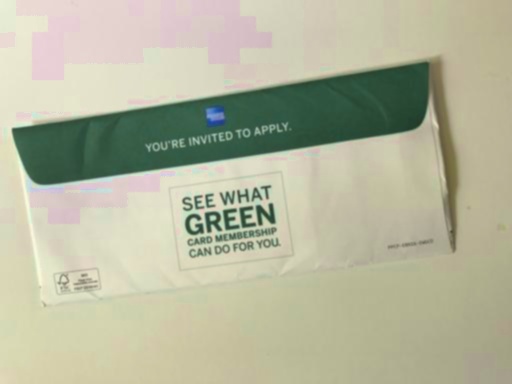 YOU'RE INVITED TO APPLY.
SEE WHAT
GREEN
CARD MEMBERSHIP
CAN DO FOR YOU.